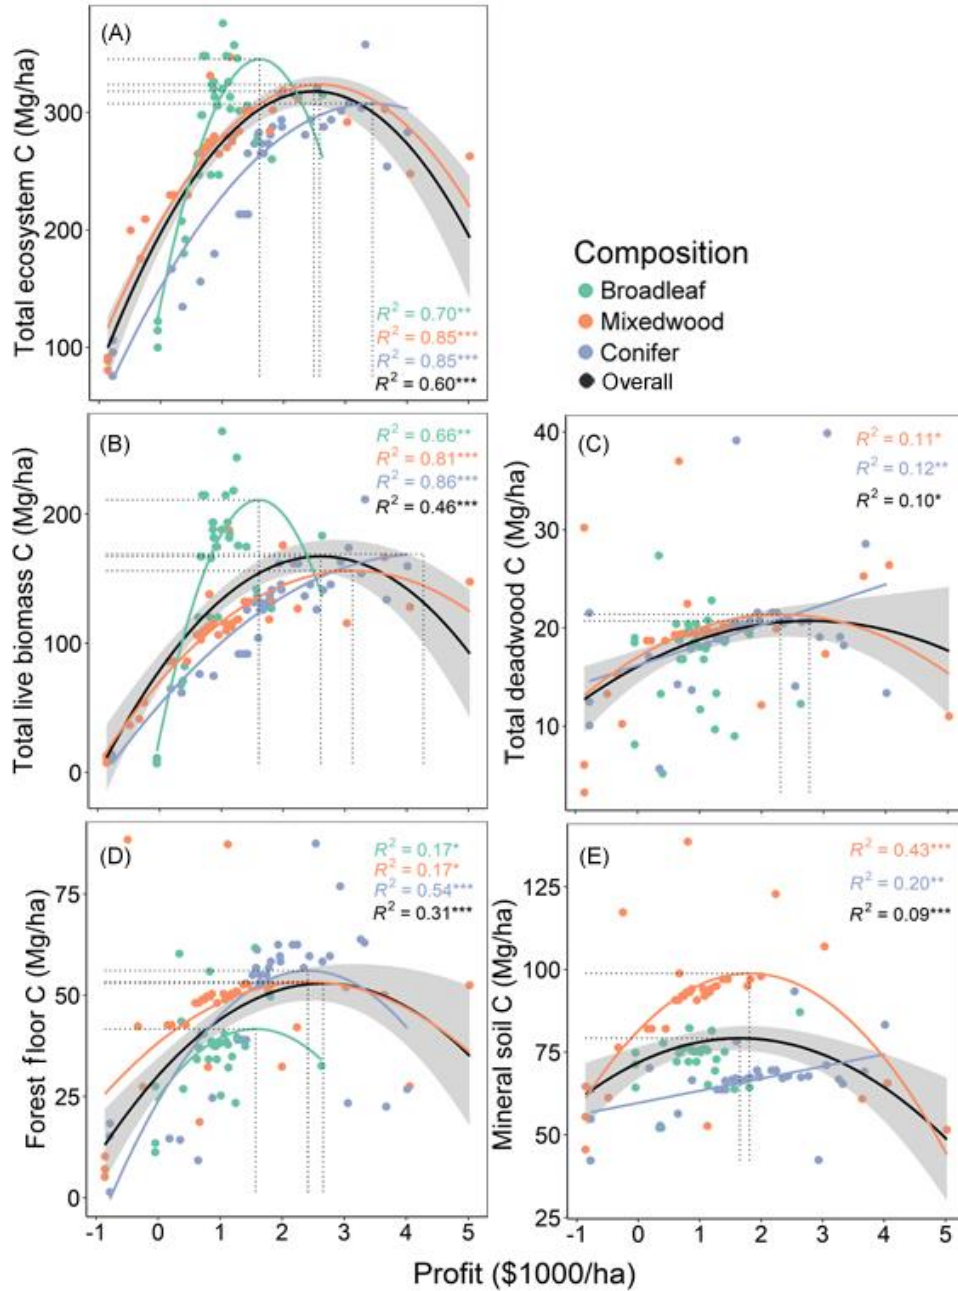 (A)
Total ecosystem C (Mg/ha)
300
200
100
R² = 0.70**
R² = 0.85***
R² = 0.85***
R² = 0.60***
Composition
Broadleaf
Mixedwood
Conifer
Overall
(B)
Total live biomass C (Mg/ha)
200
100
0
R² = 0.66**
R² = 0.81***
R² = 0.86***
R² = 0.46***
(C)
Total deadwood C (Mg/ha)
40
30
20
10
R² = 0.11*
R² = 0.12**
R² = 0.10*
(D)
Forest floor C (Mg/ha)
75
50
25
0
R² = 0.17*
R² = 0.17*
R² = 0.54***
R² = 0.31***
-1 0 1 2 3 4 5
(E)
Mineral soil C (Mg/ha)
125
100
75
50
25
R² = 0.43***
R² = 0.20**
R² = 0.09***
-1 0 1 2 3 4 5
Profit ($1000/ha)